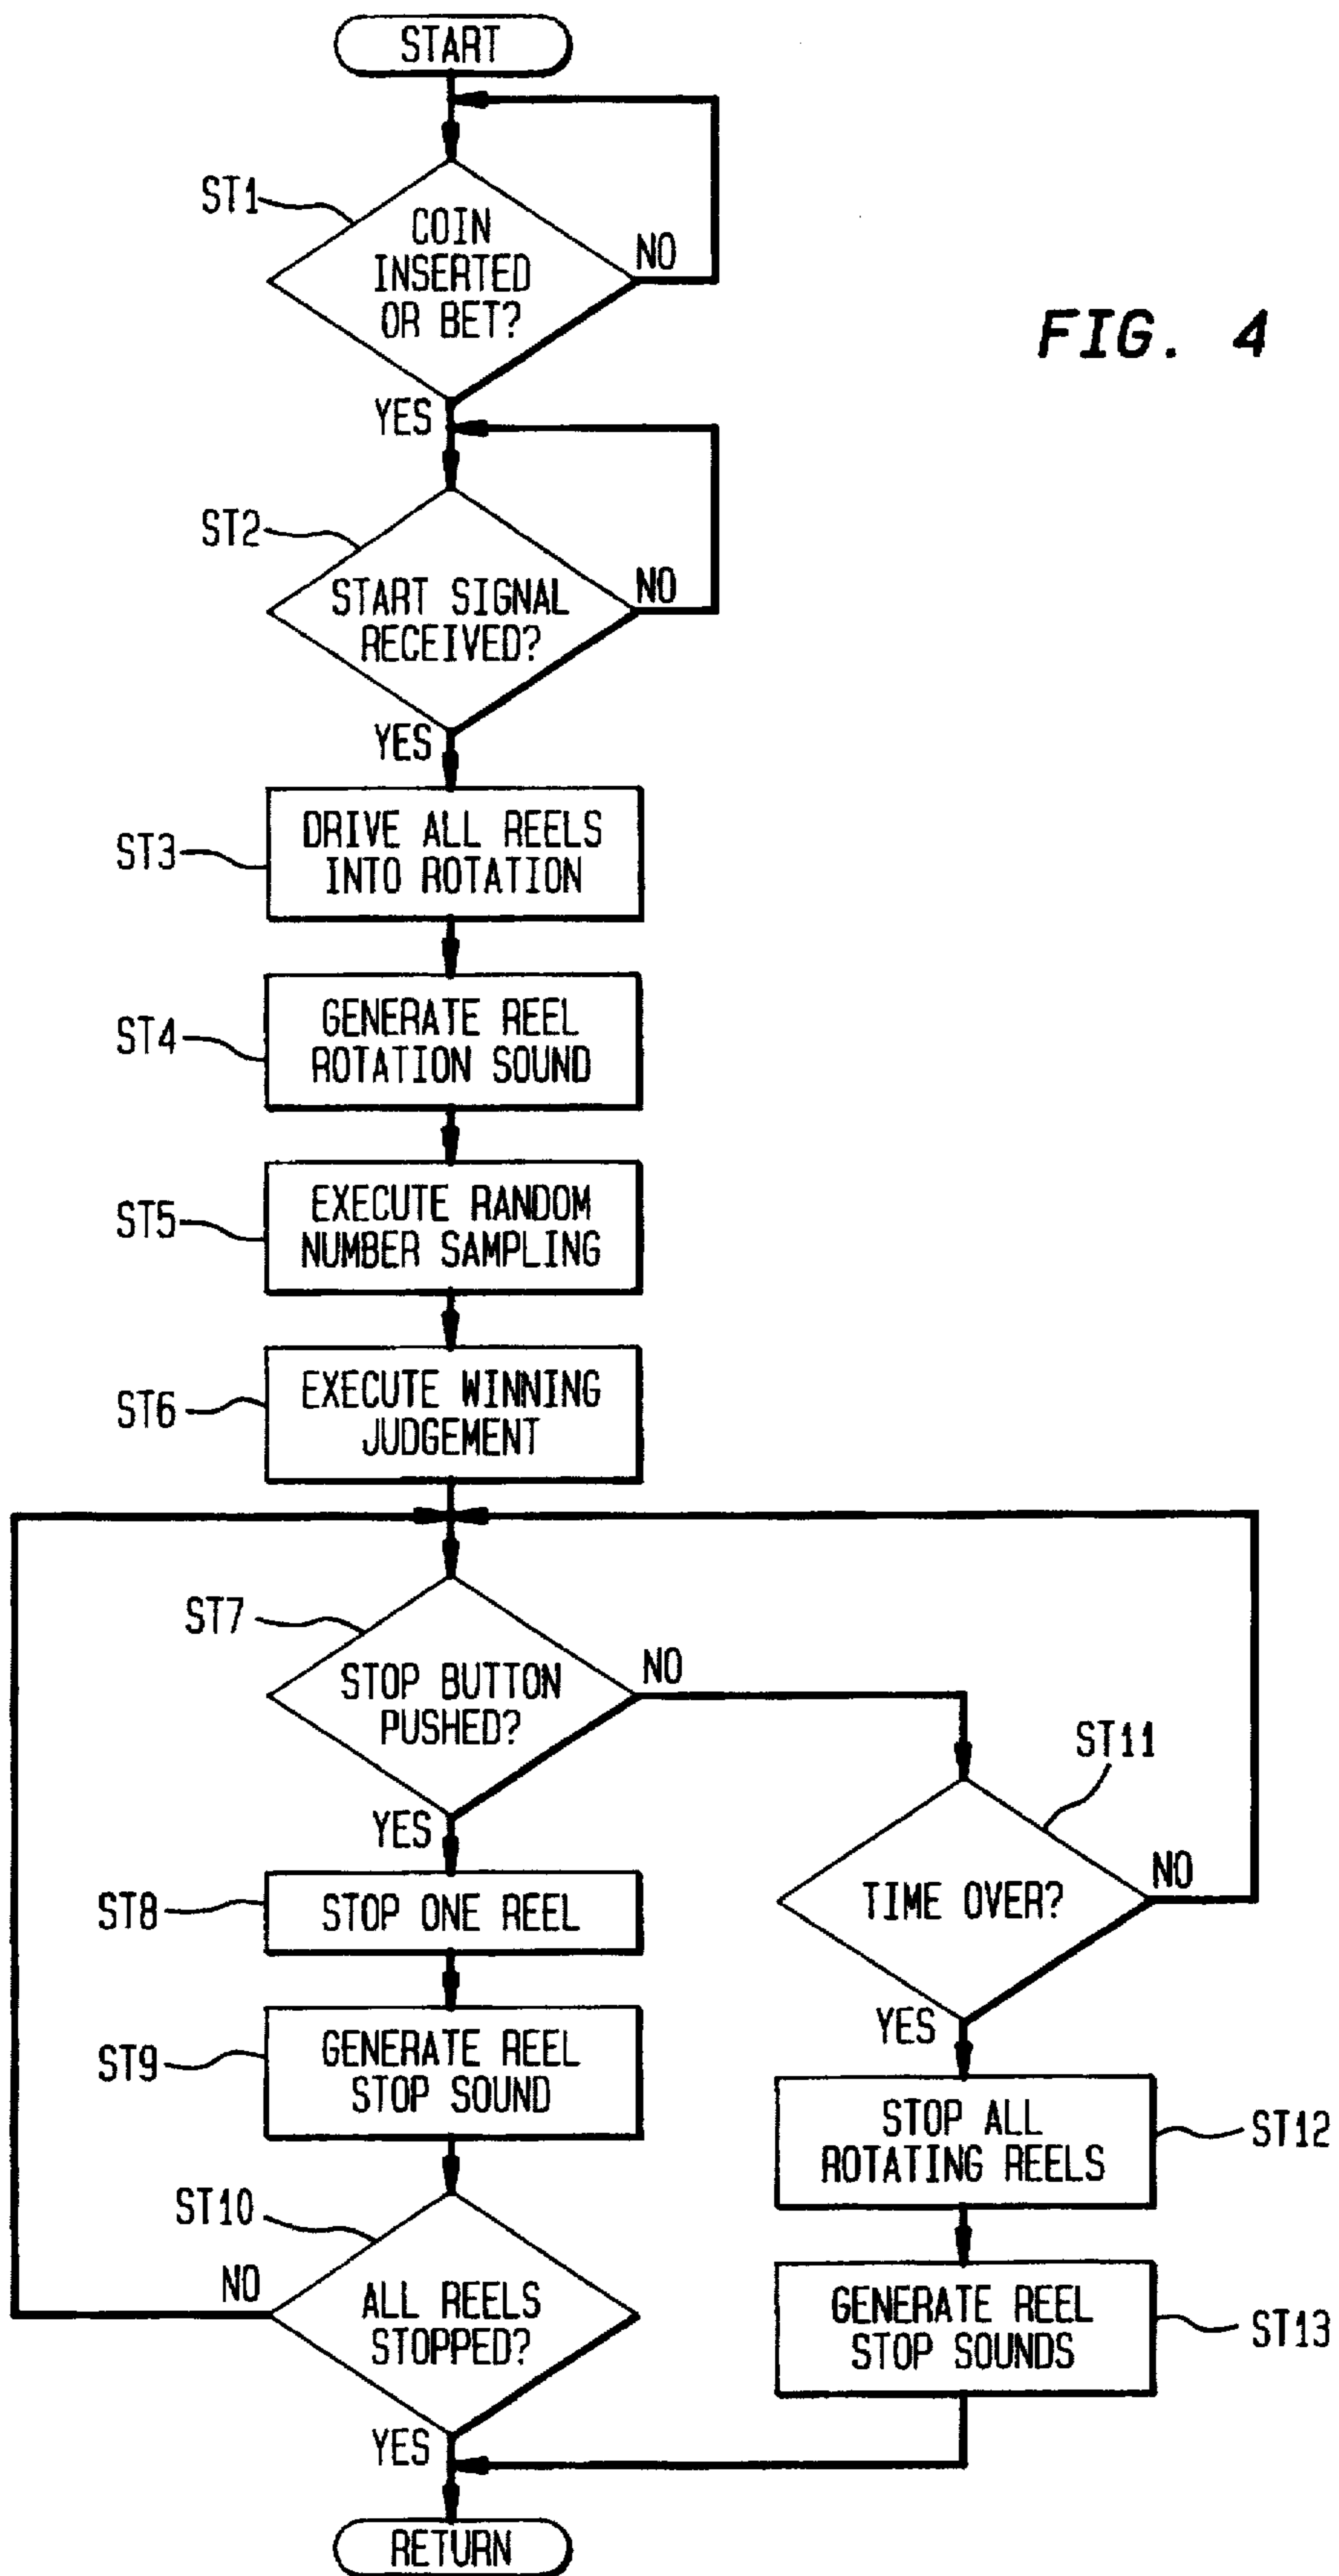 START
ST1
COIN
INSERTED
OR BET?
NO
FIG. 4
YES
ST2
START SIGNAL
RECEIVED?
NO
YES
ST3
DRIVE ALL REELS
INTO ROTATION
ST4
GENERATE REEL
ROTATION SOUND
ST5
EXECUTE RANDOM
NUMBER SAMPLING
ST6
EXECUTE WINNING
JUDGEMENT
ST7
STOP BUTTON
PUSHED?
NO
YES
ST11
TIME OVER?
NO
YES
ST8
STOP ONE REEL
ST9
GENERATE REEL
STOP SOUND
ST12
STOP ALL
ROTATING REELS
ST10
ALL REELS
STOPPED?
NO
YES
ST13
GENERATE REEL
STOP SOUNDS
RETURN